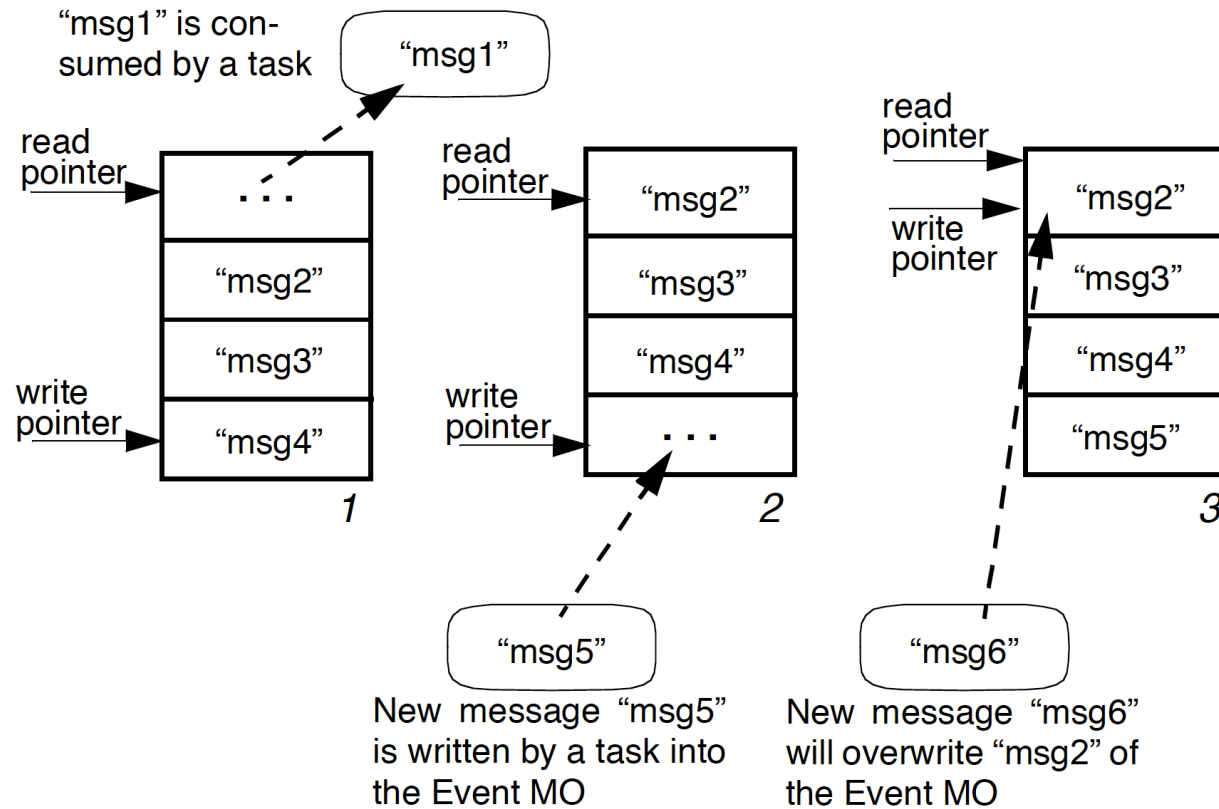 “msg1” is con-
sumed by a task
“msg1”
read
pointer
. . .
“msg2”
“msg3”
write
pointer
“msg4”
1
read
pointer
“msg2”
“msg3”
“msg4”
write
pointer
. . .
2
“msg5”
New message “msg5”
is written by a task into
the Event MO
read
pointer
write
pointer
“msg2”
“msg3”
“msg4”
“msg5”
3
“msg6”
New message “msg6”
will overwrite “msg2” of
the Event MO